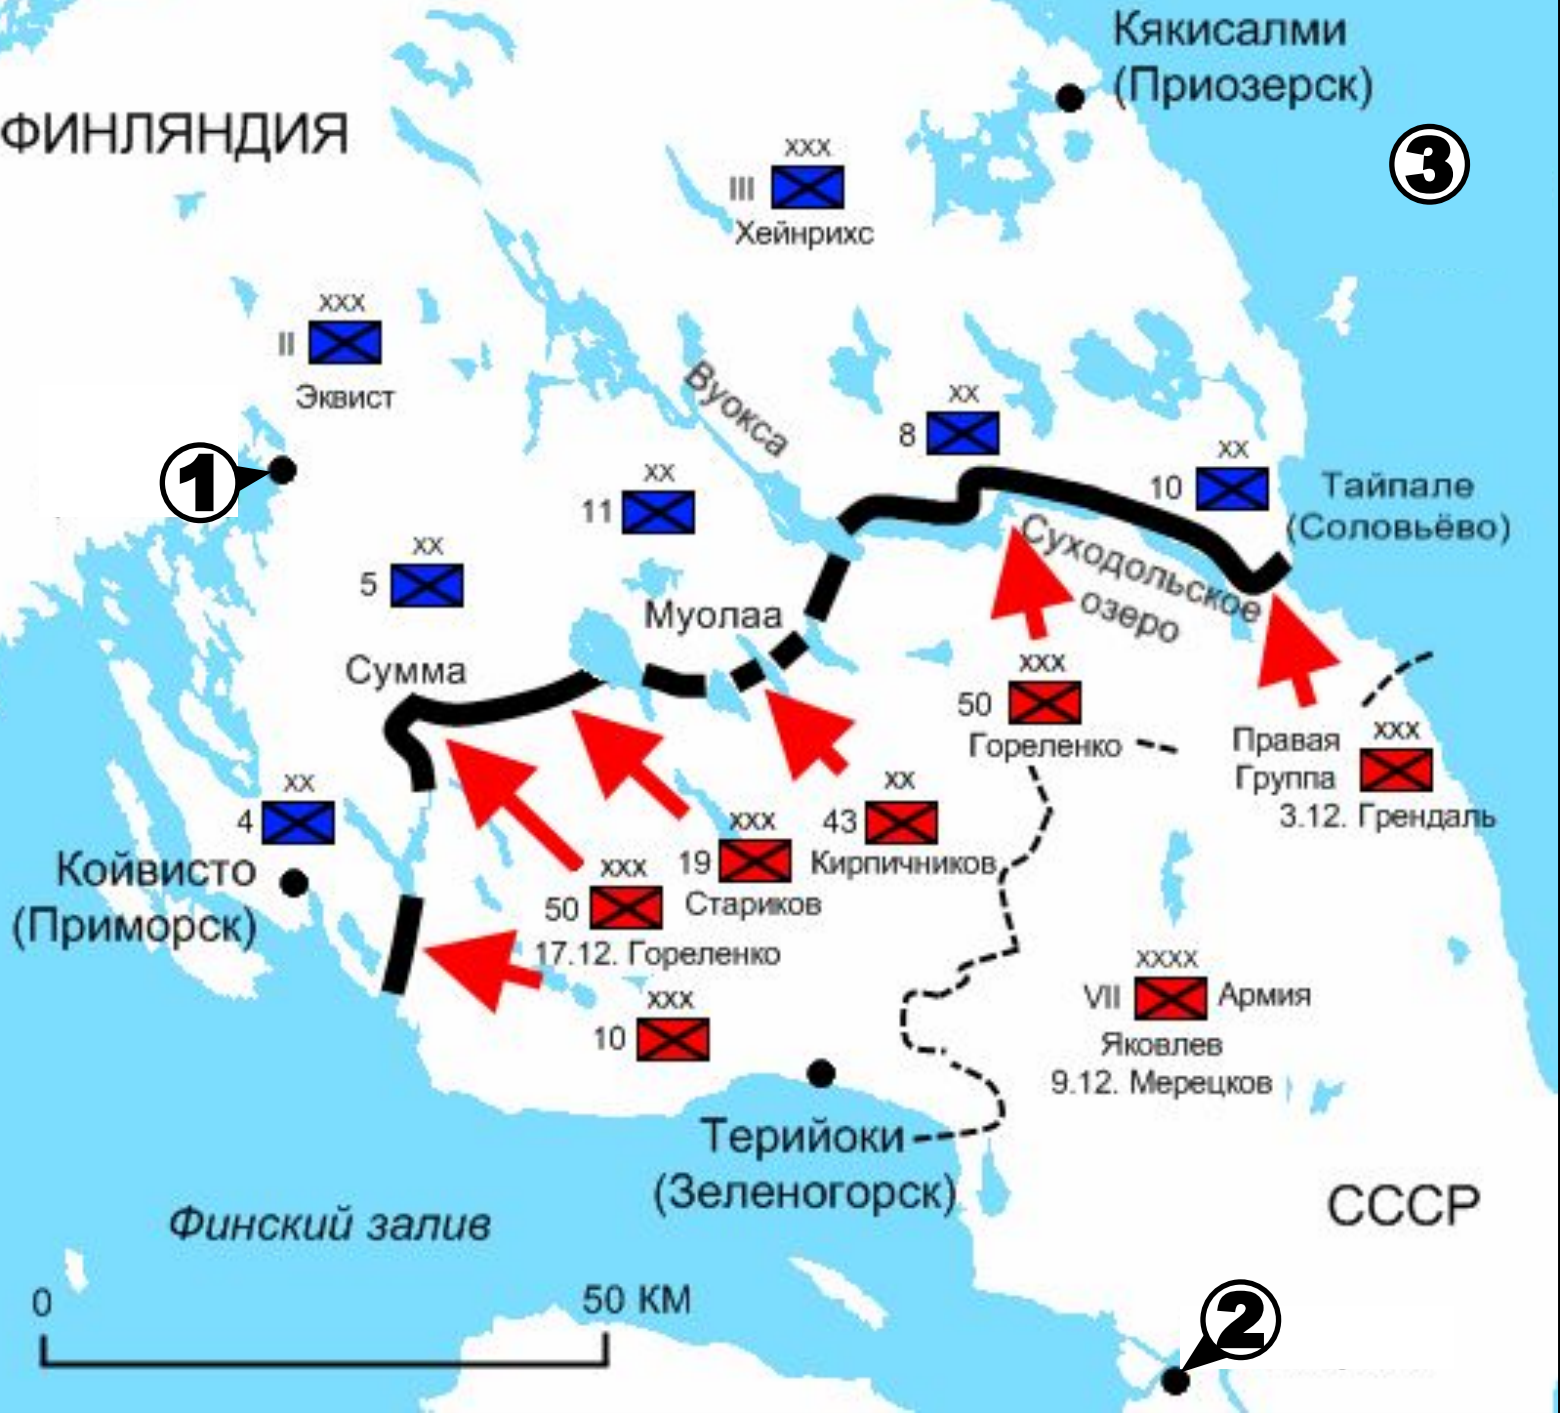 Кякисалми
(Приозерск)
ФИНЛЯНДИЯ
3
xxx
III
Хейнрихс
xxx
II
Эквист
Вуокса
xx
8
xx
10
Тайпале
(Соловьёво)
1
xx
11
xx
5
Суходольское
озеро
Муолаа
Сумма
xxx
50
Гореленко
xxx
Правая
Группа
3.12. Грендаль
xx
4
Койвисто
(Приморск)
xx
43
Кирпичников
xxx
19
Стариков
xxx
50
17.12. Гореленко
xxx
10
xxxx
VII Армия
Яковлев
9.12. Мерецков
Терийоки
(Зеленогорск)
СССР
Финский залив
0 50 КМ
2